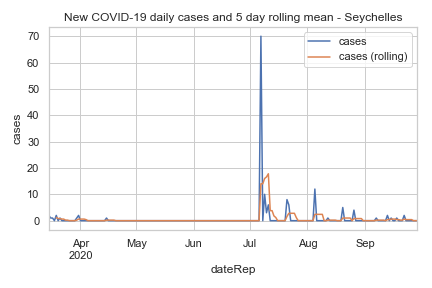 New COVID-19 daily cases and 5 day rolling mean - Seychelles
cases
cases (rolling)
cases
70
60
50
40
30
20
10
0
Apr
2020
May
Jun
Jul
Aug
Sep
dateRep